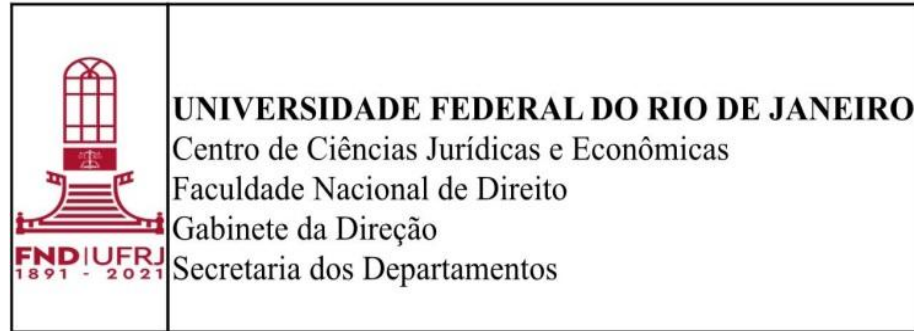 FND|UFRJ
1891 - 2021
UNIVERSIDADE FEDERAL DO RIO DE JANEIRO
Centro de Ciências Jurídicas e Econômicas
Faculdade Nacional de Direito
Gabinete da Direção
Secretaria dos Departamentos